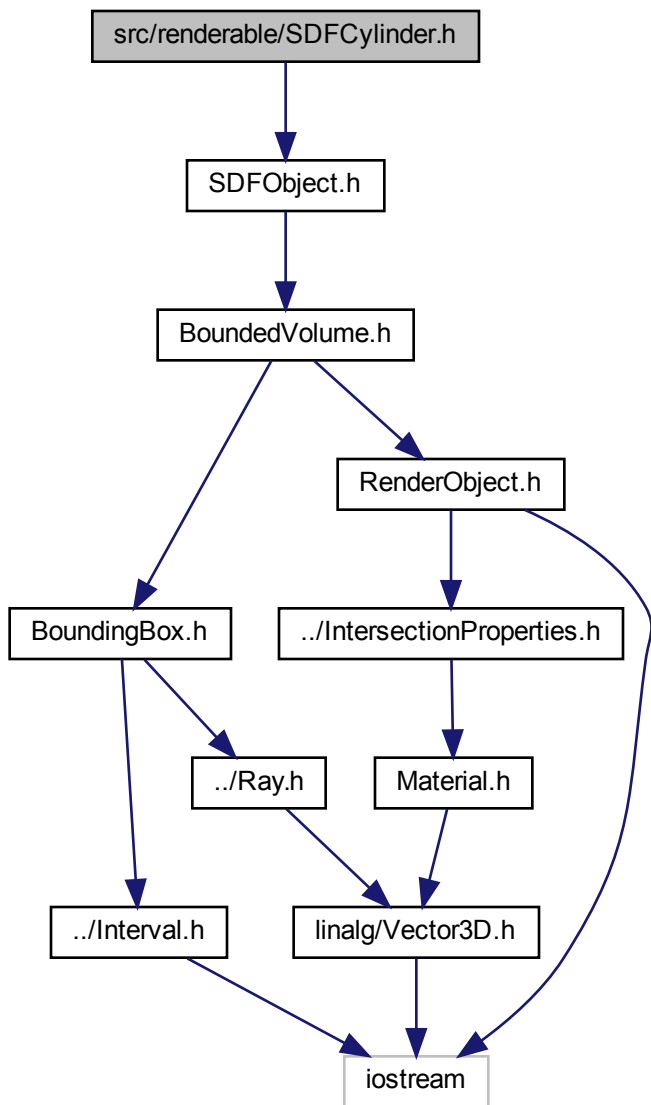 src/renderable/SDFCylinder.h
SDFObject.h
BoundedVolume.h
RenderObject.h
BoundingBox.h
../IntersectionProperties.h
../Ray.h
Material.h
../Interval.h
linalg/Vector3D.h
iostream